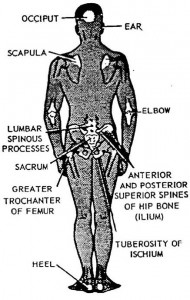 OCCIPUT
EAR
SCAPULA
ELBOW
LUMBAR
SPINOUS
PROCESSES
SACRUM
GREATER
TROCHANTER
OF FEMUR
ANTERIOR
AND POSTERIOR
SUPERIOR SPINES
OF HIP BONE
(ILIUM)
TUBEROSITY OF
ISCHIUM
HEEL